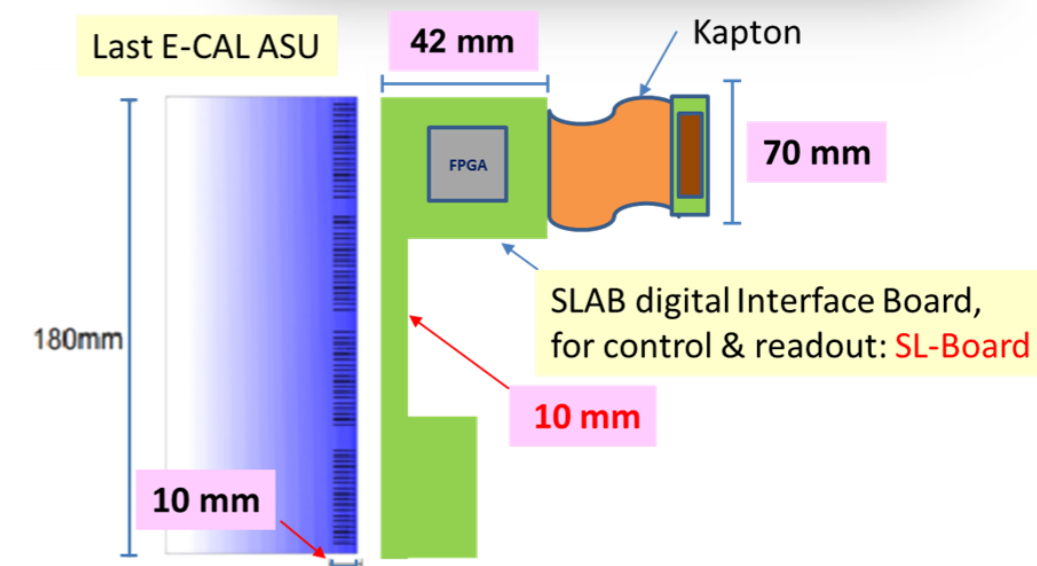 Last E-CAL ASU
42 mm
Kapton
FPGA
70 mm
SLAB digital Interface Board,
for control & readout: SL-Board
180mm
10 mm
10 mm